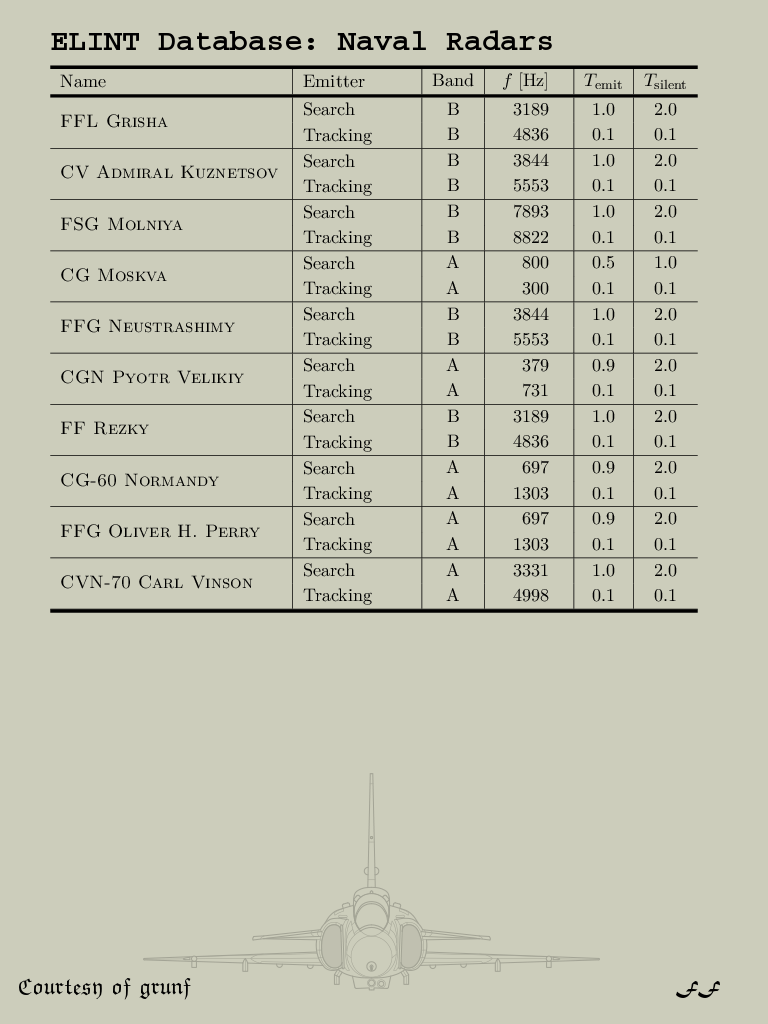 ELINT Database: Naval Radars
Name Emitter Band f [Hz] Temit Tsilent
FFL Grisha Search B 3189 1.0 2.0
Tracking B 4836 0.1 0.1
CV Admiral Kuznetsov Search B 3844 1.0 2.0
Tracking B 5553 0.1 0.1
FSG Molniya Search B 7893 1.0 2.0
Tracking B 8822 0.1 0.1
CG Moskva Search A 800 0.5 1.0
Tracking A 300 0.1 0.1
FFG Neustrashimy Search B 3844 1.0 2.0
Tracking B 5553 0.1 0.1
CGN Pyotr Velikiy Search A 379 0.9 2.0
Tracking A 731 0.1 0.1
FF Rezky Search B 3189 1.0 2.0
Tracking B 4836 0.1 0.1
CG-60 Normandy Search A 697 0.9 2.0
Tracking A 1303 0.1 0.1
FFG Oliver H. Perry Search A 697 0.9 2.0
Tracking A 1303 0.1 0.1
CVN-70 Carl Vinson Search A 3331 1.0 2.0
Tracking A 4998 0.1 0.1
Courtesy of grunf
FF